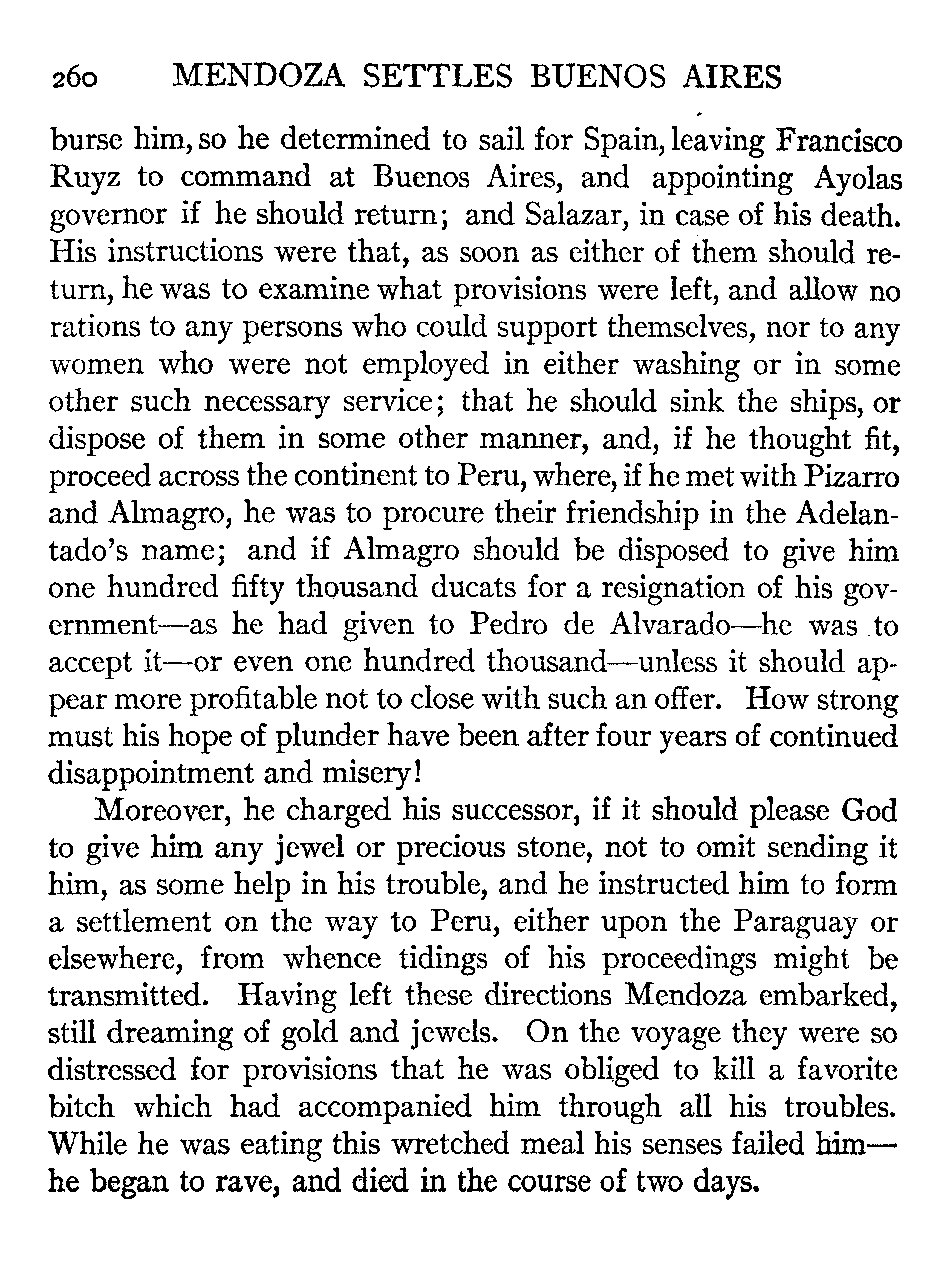 260 MENDOZA SETTLES BUENOS AIRES
burse him, so he determined to sail for Spain, leaving Francisco
Ruyz to command at Buenos Aires, and appointing Ayolas
governor if he should return; and Salazar, in case of his death.
His instructions were that, as soon as either of them should re-
turn, he was to examine what provisions were left, and allow no
rations to any persons who could support themselves, nor to any
women who were not employed in either washing or in some
other such necessary service; that he should sink the ships, or
dispose of them in some other manner, and, if he thought fit,
proceed across the continent to Peru, where, if he met with Pizarro
and Almagro, he was to procure their friendship in the Adelan-
tado's name; and if Almagro should be disposed to give him
one hundred fifty thousand ducats for a resignation of his gov-
ernment—as he had given to Pedro de Alvarado—he was to
accept it—or even one hundred thousand—unless it should ap-
pear more profitable not to close with such an offer. How strong
must his hope of plunder have been after four years of continued
disappointment and misery!
Moreover, he charged his successor, if it should please God
to give him any jewel or precious stone, not to omit sending it
him, as some help in his trouble, and he instructed him to form
a settlement on the way to Peru, either upon the Paraguay or
elsewhere, from whence tidings of his proceedings might be
transmitted. Having left these directions Mendoza embarked,
still dreaming of gold and jewels. On the voyage they were so
distressed for provisions that he was obliged to kill a favorite
bitch which had accompanied him through all his troubles.
While he was eating this wretched meal his senses failed him—
he began to rave, and died in the course of two days.